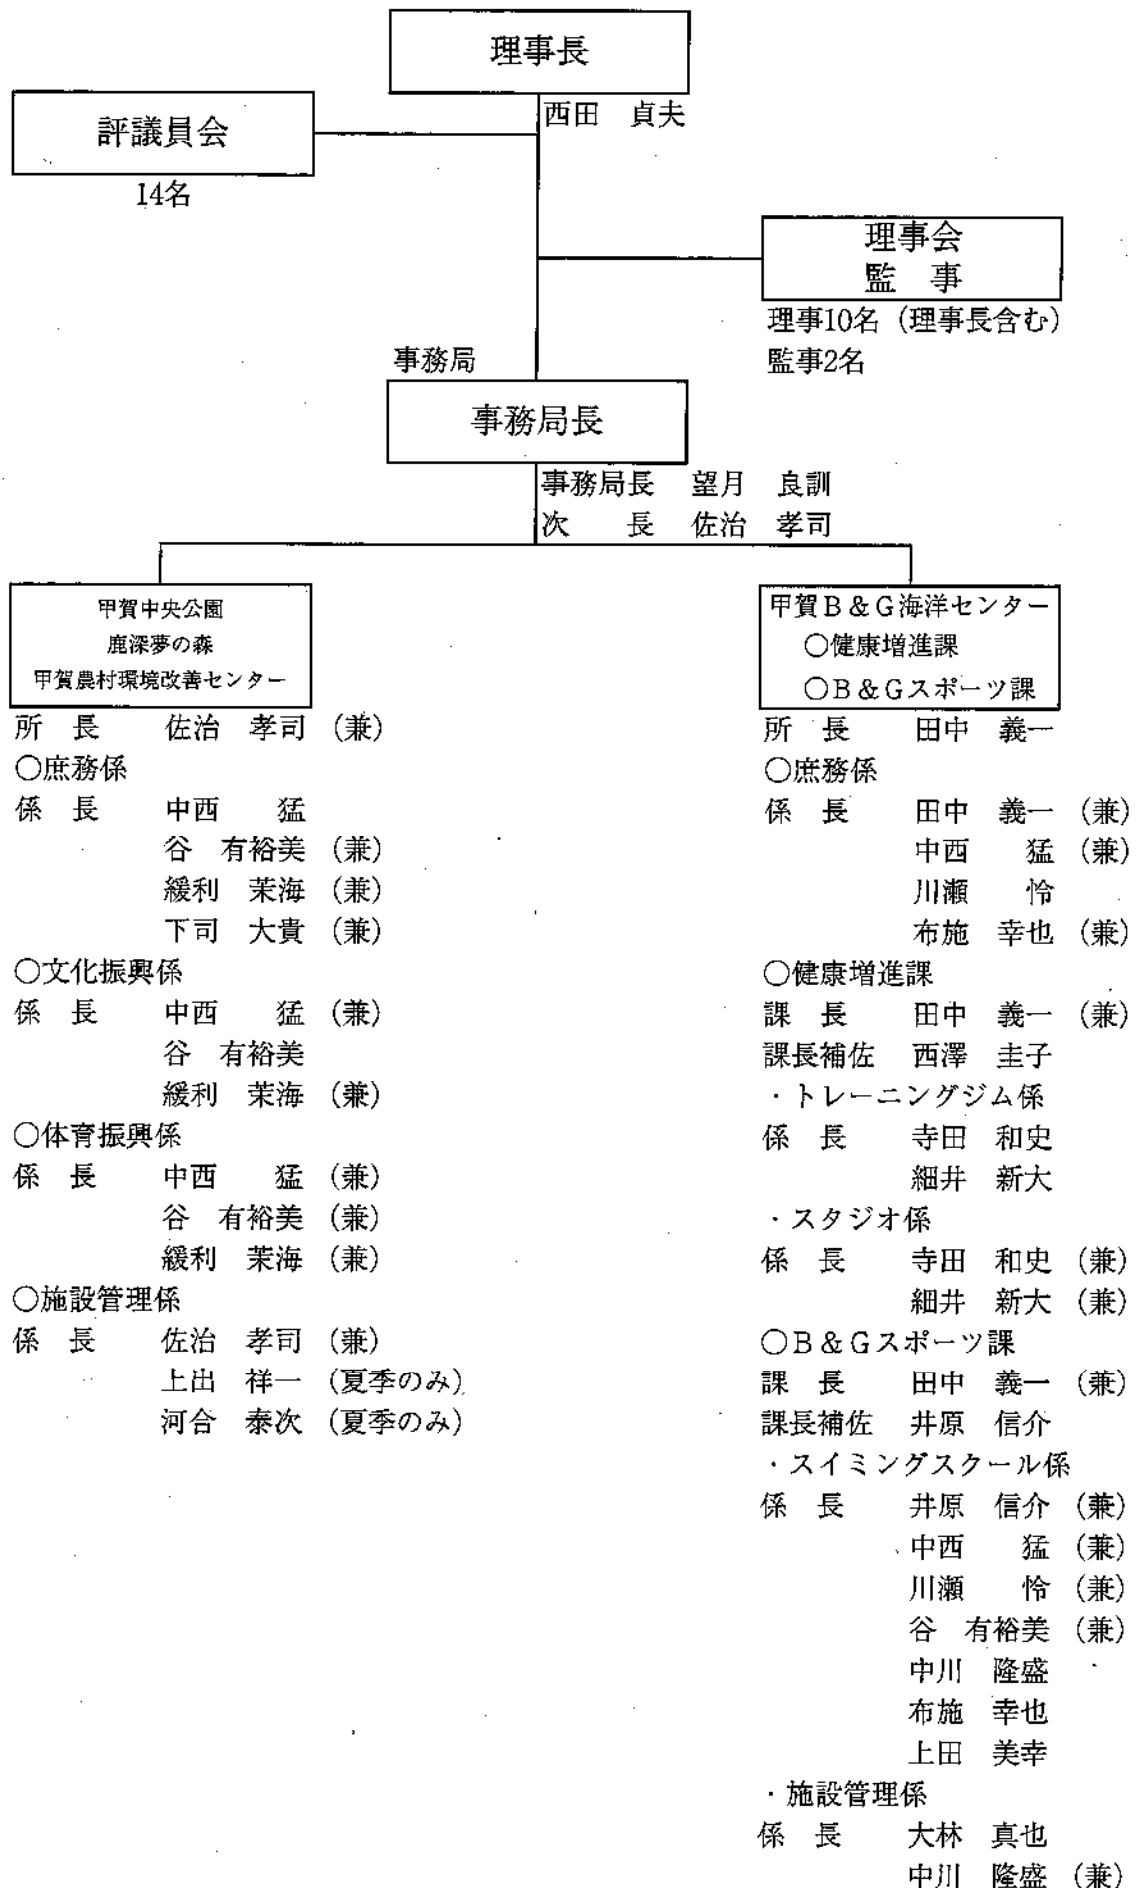 理事長
西田　貞夫
評議員会
14名
理事会
監　事
理事10名（理事長含む）
監事2名
事務局
事務局長
事務局長　望月　良訓
次　　長　佐治　孝司
甲賀中央公園
鹿深夢の森
甲賀農村環境改善センター
所　長　　佐治　孝司（兼）
○庶務係
係　長　　中西　　猛
谷　有裕美（兼）
緩利　茉海（兼）
下司　大貴（兼）
○文化振興係
係　長　　中西　　猛（兼）
谷　有裕美
緩利　茉海（兼）
○体育振興係
係　長　　中西　　猛（兼）
谷　有裕美（兼）
緩利　茉海（兼）
○施設管理係
係　長　　佐治　孝司（兼）
上出　祥一（夏季のみ）
河合　泰次（夏季のみ）
甲賀Ｂ＆Ｇ海洋センター
○健康増進課
○Ｂ＆Ｇスポーツ課
所　長　　田中　義一
○庶務係
係　長　　田中　義一（兼）
中西　　猛（兼）
川瀬　　怜
布施　幸也（兼）
○健康増進課
課　長　　田中　義一（兼）
課長補佐　西澤　圭子
・トレーニングジム係
係　長　　寺田　和史
細井　新大
・スタジオ係
係　長　　寺田　和史（兼）
細井　新大（兼）
○Ｂ＆Ｇスポーツ課
課　長　　田中　義一（兼）
課長補佐　井原　信介
・スイミングスクール係
係　長　　井原　信介（兼）
中西　　猛（兼）
川瀬　　怜（兼）
谷　有裕美（兼）
中川　隆盛
布施　幸也
上田　美幸
・施設管理係
係　長　　大林　真也
中川　隆盛（兼）